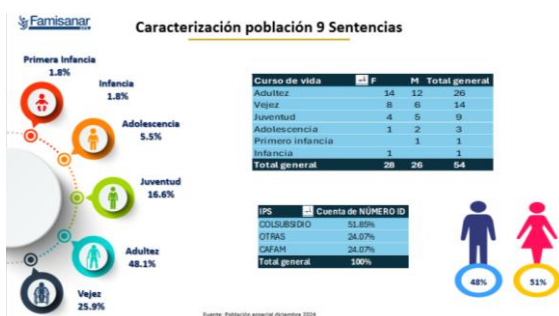 Famisanar
Caracterización población 9 Sentencias
Primera Infancia
1.8%
Infancia
1.8%
Adolescencia
5.5%
Juventud
16.6%
Adultez
48.1%
Vejez
25.9%
Curso de vida F M Total general
Adultez 14 12 26
Vejez 8 6 14
Juventud 4 5 9
Adolescencia 1 2 3
Primero infancia 1 1
Infancia 1 1
Total general 28 26 54
IPS Cuenta de NÚMERO ID
COLSUBSIDIO 51.85%
OTRAS 24.07%
CAFAM 24.07%
Total general 100%
48%
51%
Fuente: Población especial diciembre 2024